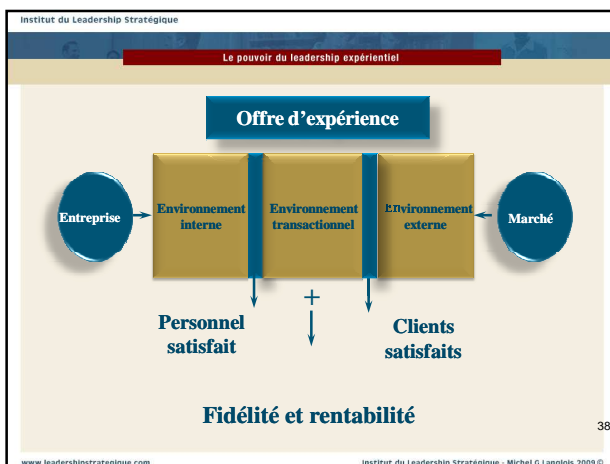 Institut du Leadership Stratégique
Le pouvoir du leadership expérientiel
Offre d'expérience
Entreprise
Environnement
interne
Environnement
transactionnel
Environnement
externe
Marché
Personnel
satisfait
+
Clients
satisfaits
Fidélité et rentabilité
38
www.leadershipstrategique.com
Institut du Leadership Stratégique - Michel G Langlois 2009 ©